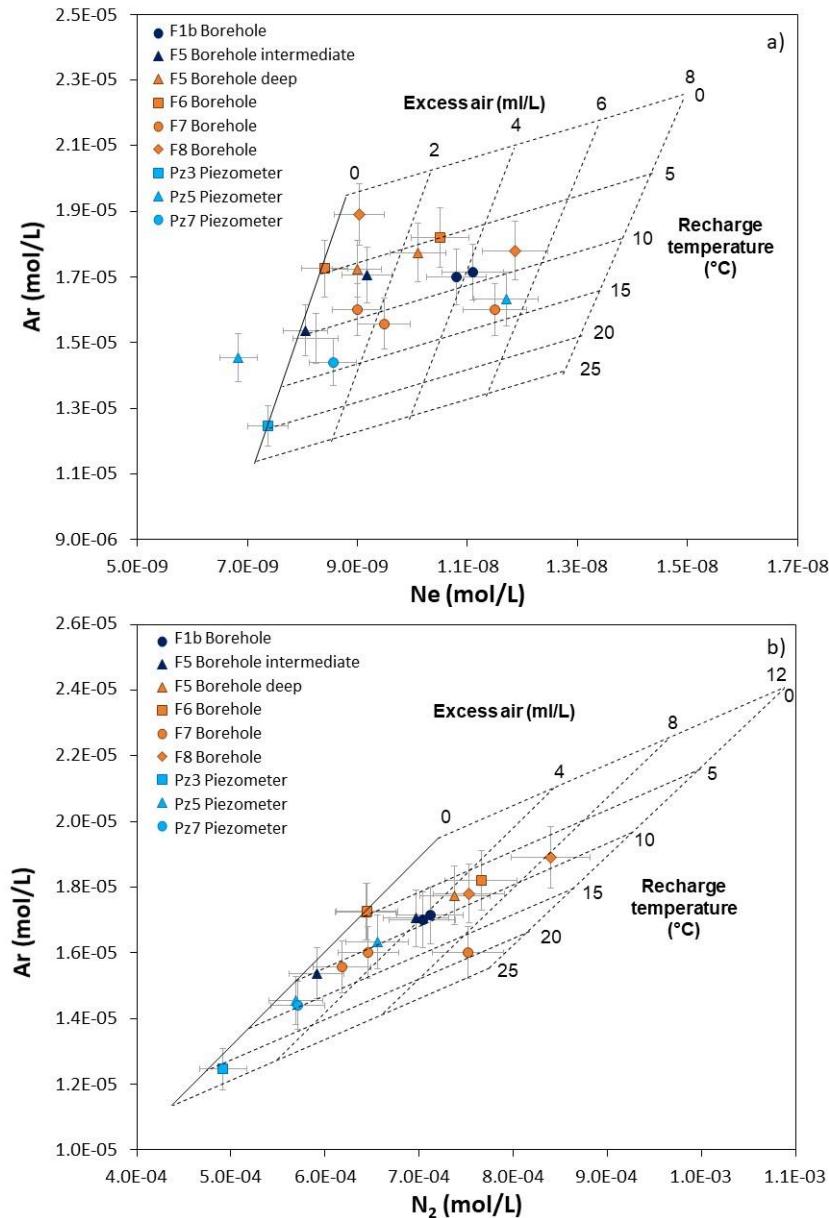 2.5E-05
2.3E-05
2.1E-05
1.9E-05
1.7E-05
1.5E-05
1.3E-05
1.1E-05
9.0E-06
Ar (mol/L)
a)
F1b Borehole
F5 Borehole intermediate
F5 Borehole deep
F6 Borehole
F7 Borehole
F8 Borehole
Pz3 Piezometer
Pz5 Piezometer
Pz7 Piezometer
Excess air (ml/L)
0
2
4
6
8
0
5
10
15
20
25
Recharge
temperature
(°C)
5.0E-09 7.0E-09 9.0E-09 1.1E-08 1.3E-08 1.5E-08 1.7E-08
Ne (mol/L)
2.6E-05
2.4E-05
2.2E-05
2.0E-05
1.8E-05
1.6E-05
1.4E-05
1.2E-05
1.0E-05
Ar (mol/L)
b)
F1b Borehole
F5 Borehole intermediate
F5 Borehole deep
F6 Borehole
F7 Borehole
F8 Borehole
Pz3 Piezometer
Pz5 Piezometer
Pz7 Piezometer
Excess air (ml/L)
0
4
8
12
0
5
10
15
20
25
Recharge
temperature
(°C)
4.0E-04 5.0E-04 6.0E-04 7.0E-04 8.0E-04 9.0E-04 1.0E-03 1.1E-03
N₂ (mol/L)